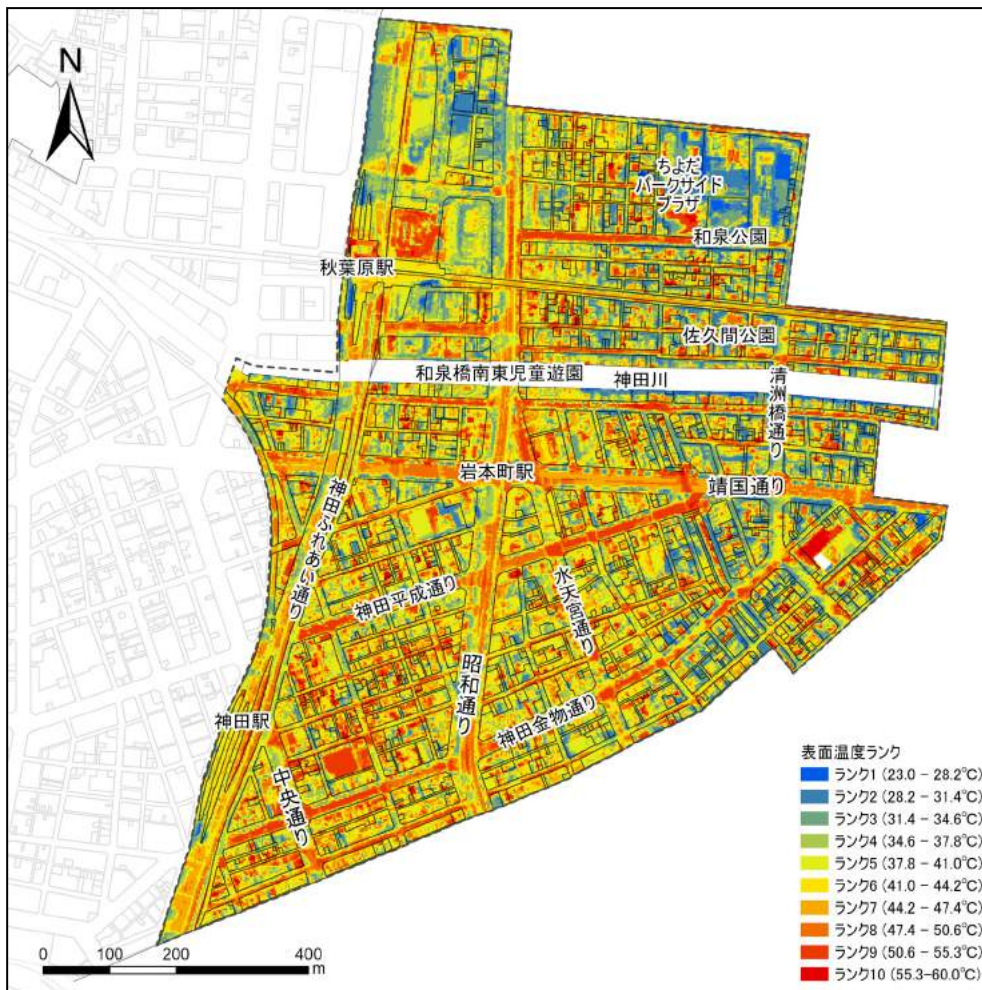 N
ちよだ
パークサイド
プラザ
和泉公園
秋葉原駅
佐久間公園
和泉橋南東児童遊園
神田川
清洲橋通り
岩本町駅
靖国通り
神田ふれあい通り
神田平成通り
水天宮通り
昭和通り
神田駅
神田金物通り
中央通り
表面温度ランク
ランク1 (23.0 - 28.2℃)
ランク2 (28.2 - 31.4℃)
ランク3 (31.4 - 34.6℃)
ランク4 (34.6 - 37.8℃)
ランク5 (37.8 - 41.0℃)
ランク6 (41.0 - 44.2℃)
ランク7 (44.2 - 47.4℃)
ランク8 (47.4 - 50.6℃)
ランク9 (50.6 - 55.3℃)
ランク10 (55.3-60.0℃)
0 100 200 400
m